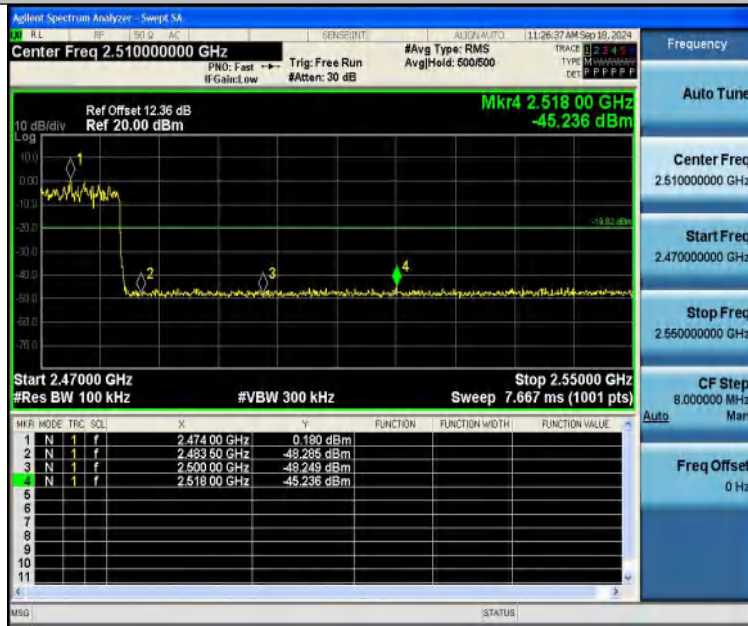 Agilent Spectrum Analyzer - Swept SA
RL RF 50 Ω AC SENSE:INT ALIGN AUTO 11:26:37 AM Sep 18, 2024
Center Freq 2.510000000 GHz
PNO: Fast
IFGain:Low
Trig: Free Run
#Atten: 30 dB
#Avg Type: RMS
Avg|Hold: 500/500
TRACE 1 2 3 4 5 6
TYPE M
DET P P P P P P
10 dB/div
Log
Ref Offset 12.36 dB
Ref 20.00 dBm
Mkr4 2.518 00 GHz
-45.236 dBm
10.0
0.00
-10.0
-20.0
-30.0
-40.0
-50.0
-60.0
-70.0
1
2
3
4
-19.82 dBm
Start 2.47000 GHz
Stop 2.55000 GHz
#Res BW 100 kHz
#VBW 300 kHz
Sweep 7.667 ms (1001 pts)
MKR MODE TRC SCL X Y FUNCTION FUNCTION WIDTH FUNCTION VALUE
1 N 1 f 2.474 00 GHz 0.180 dBm
2 N 1 f 2.483 50 GHz -48.285 dBm
3 N 1 f 2.500 00 GHz -48.249 dBm
4 N 1 f 2.518 00 GHz -45.236 dBm
5
6
7
8
9
10
11
MSG
STATUS
Frequency
Auto Tune
Center Freq
2.510000000 GHz
Start Freq
2.470000000 GHz
Stop Freq
2.550000000 GHz
CF Step
8.000000 MHz
Auto Man
Freq Offset
0 Hz